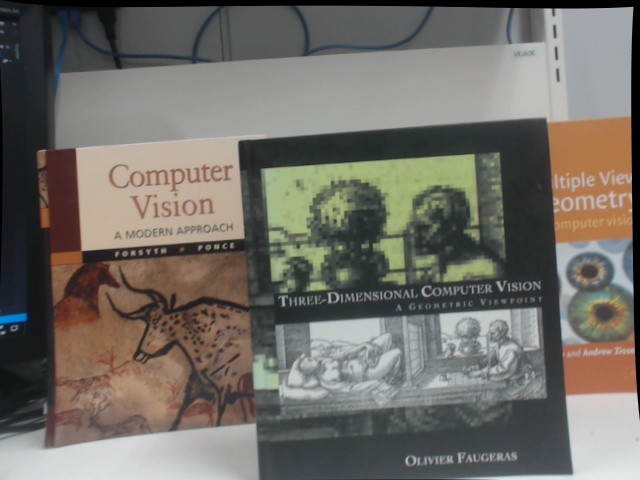 Computer
Vision
A MODERN APPROACH
FORSYTH PONCE
THREE-DIMENSIONAL COMPUTER VISION
A GEOMETRIC VIEWPOINT
OLIVIER FAUGERAS
ltiple View
eometry
omputer vision
and Andrew Zisse